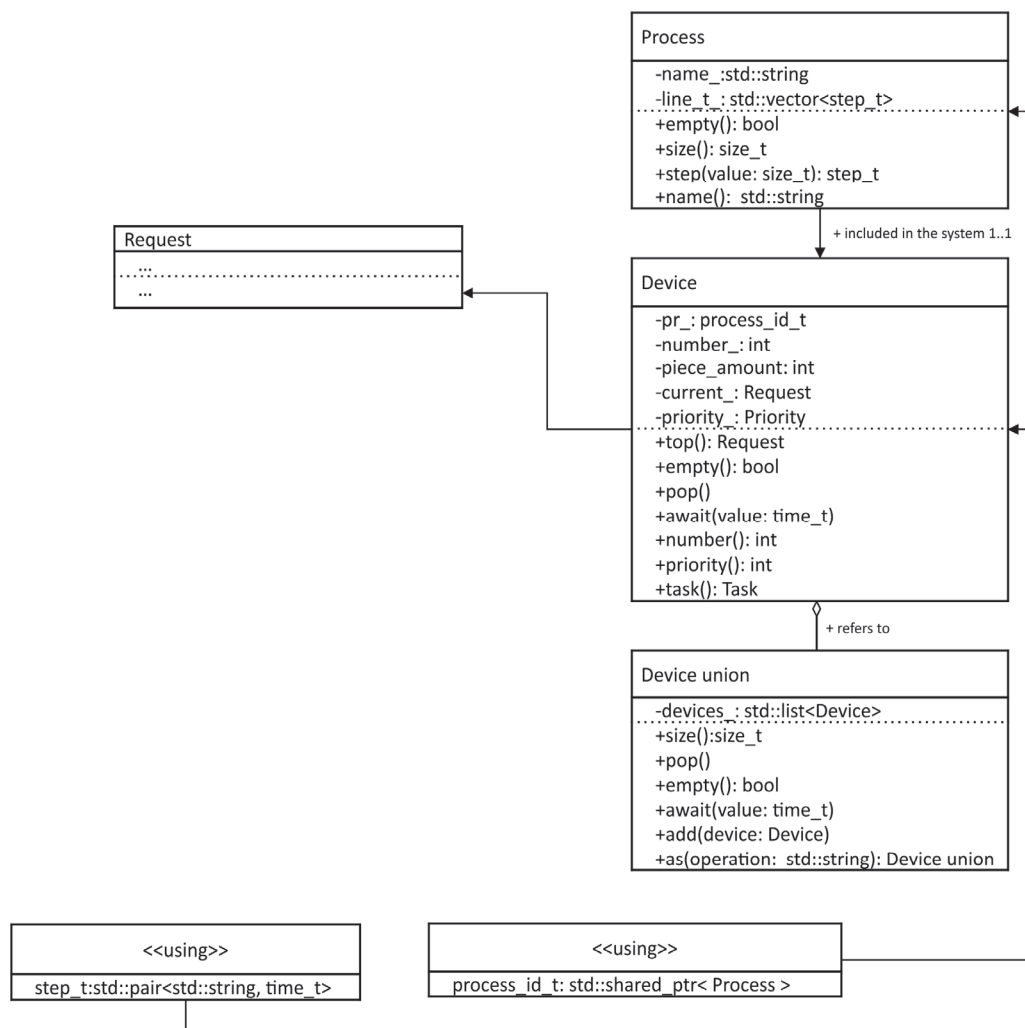 Process
-name_:std::string
-line_t_: std::vector<step_t>
+empty(): bool
+size(): size_t
+step(value: size_t): step_t
+name():  std::string
+ included in the system 1..1
Request
...
...
Device
-pr_: process_id_t
-number_: int
-piece_amount: int
-current_: Request
-priority_: Priority
+top(): Request
+empty(): bool
+pop()
+await(value: time_t)
+number(): int
+priority(): int
+task(): Task
+ refers to
Device union
-devices_: std::list<Device>
+size():size_t
+pop()
+empty(): bool
+await(value: time_t)
+add(device: Device)
+as(operation:  std::string): Device union
<<using>>
step_t:std::pair<std::string, time_t>
<<using>>
process_id_t: std::shared_ptr< Process >